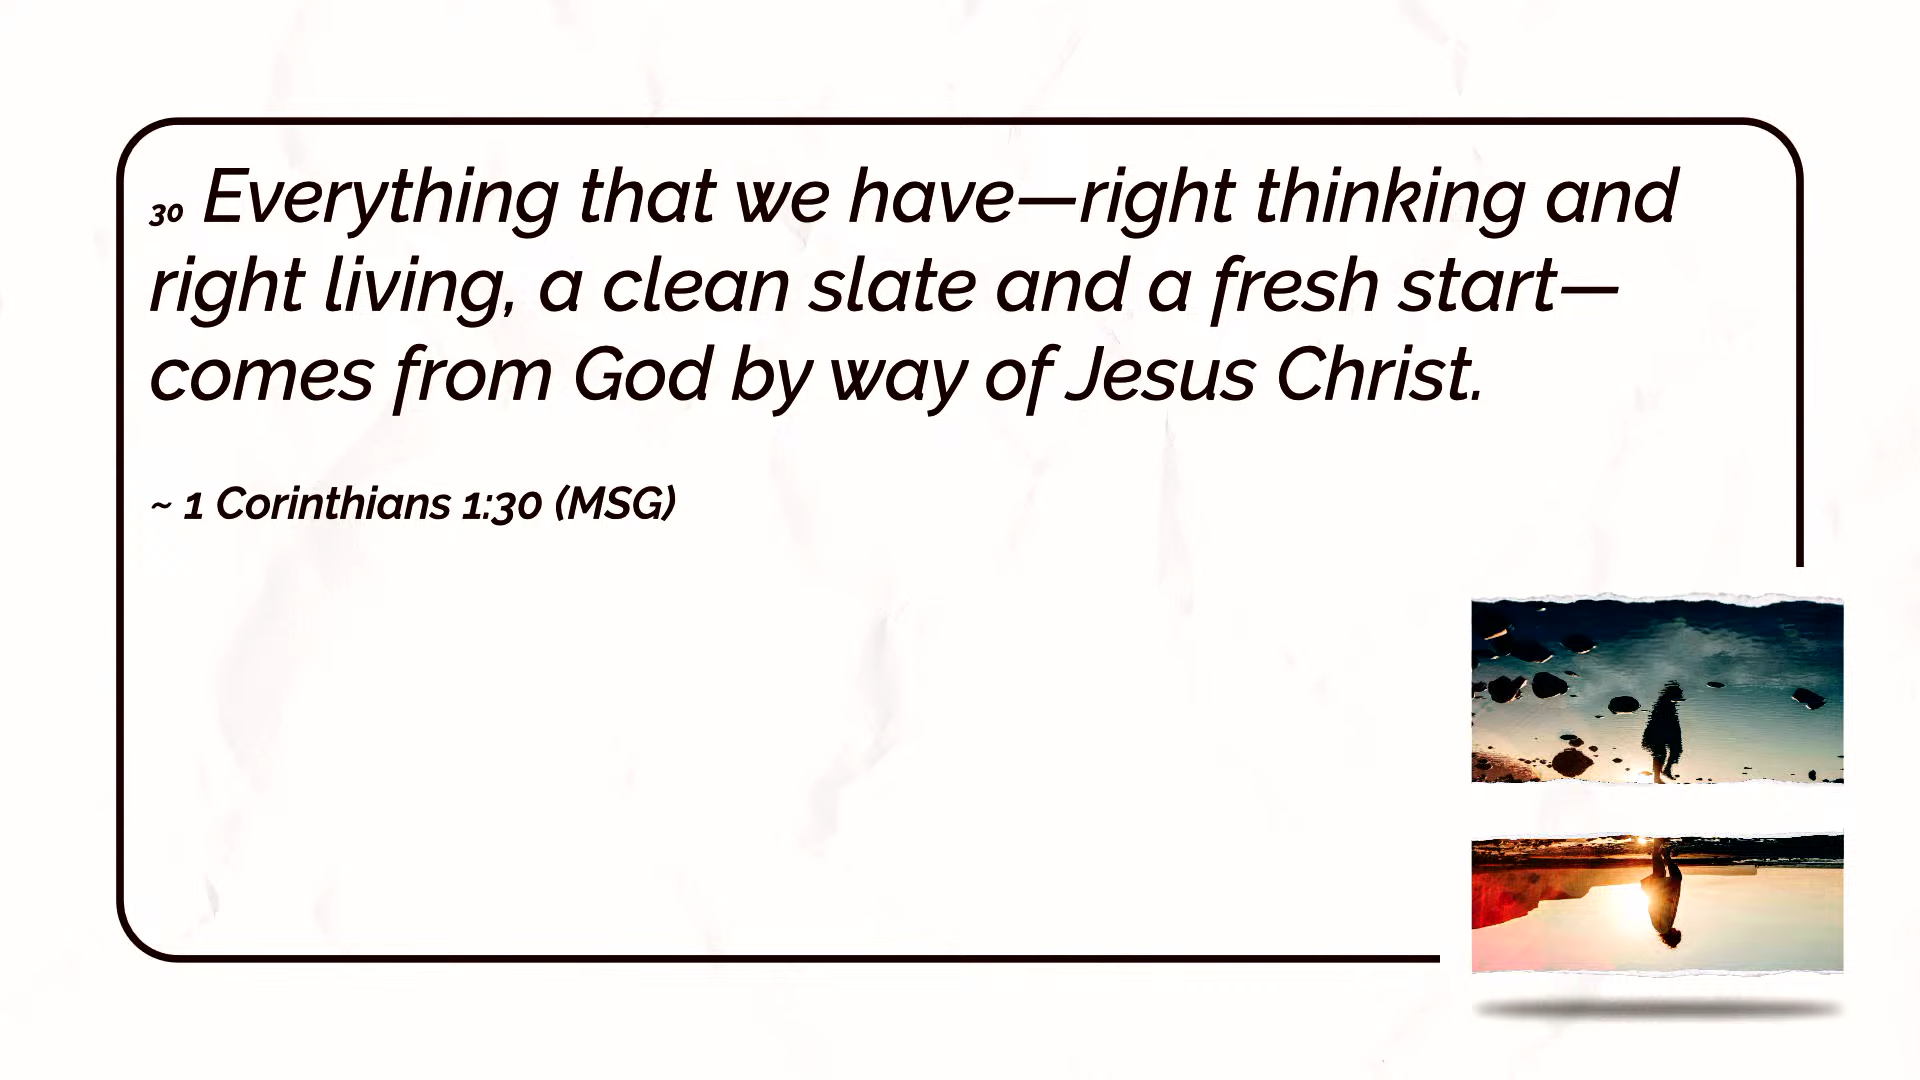 30 Everything that we have—right thinking and
right living, a clean slate and a fresh start—
comes from God by way of Jesus Christ.
~ 1 Corinthians 1:30 (MSG)